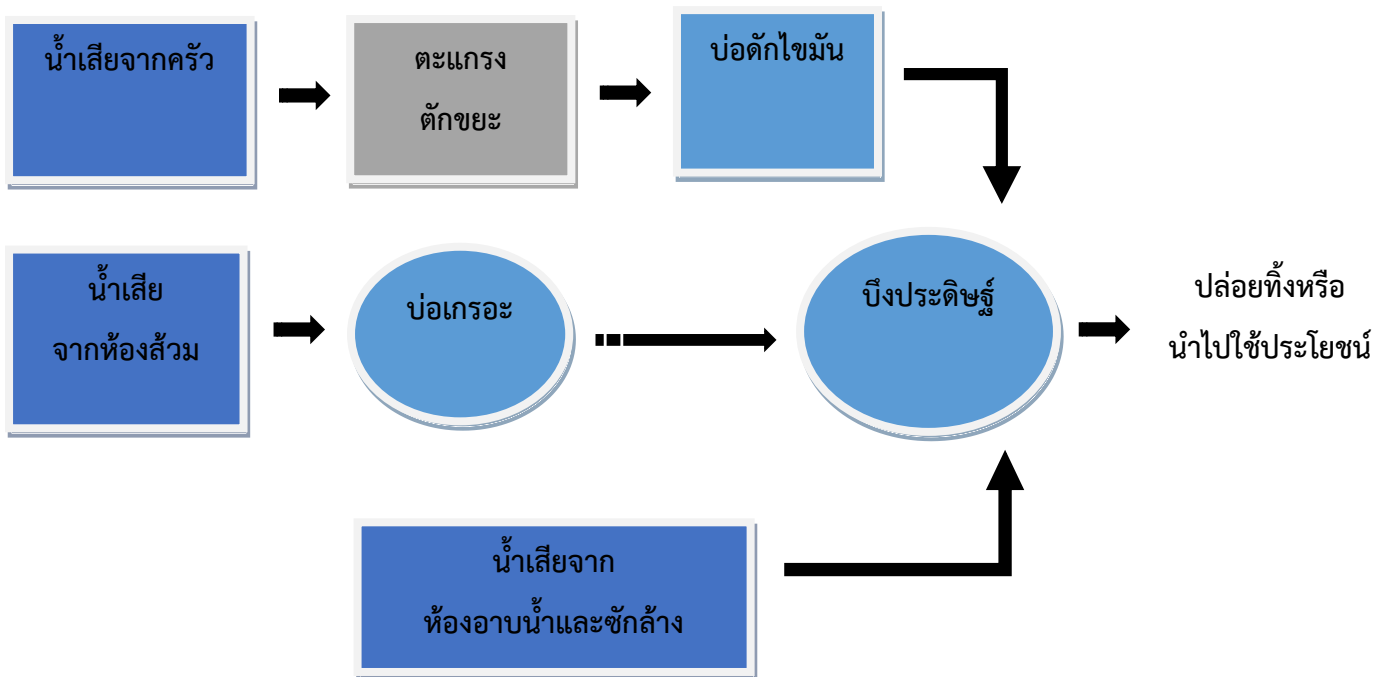 น้ำเสียจากครัว
ตะแกรง
ตักขยะ
บ่อดักไขมัน
น้ำเสีย
จากห้องส้วม
บ่อเกรอะ
บึงประดิษฐ์
ปล่อยทิ้งหรือ
นำไปใช้ประโยชน์
น้ำเสียจาก
ห้องอาบน้ำและซักล้าง